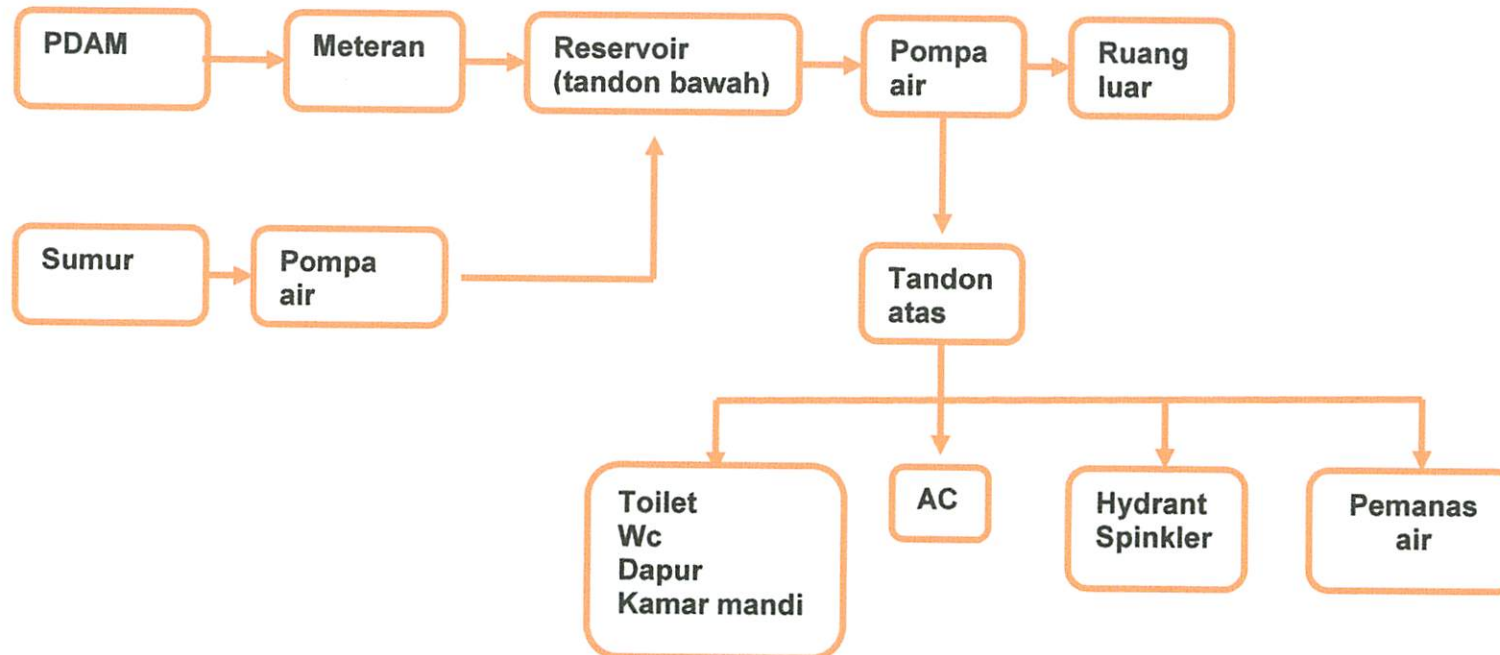 PDAM
Meteran
Reservoir
(tandon bawah)
Pompa
air
Ruang
luar
Sumur
Pompa
air
Tandon
atas
Toilet
Wc
Dapur
Kamar mandi
AC
Hydrant
Spinkler
Pemanas
air